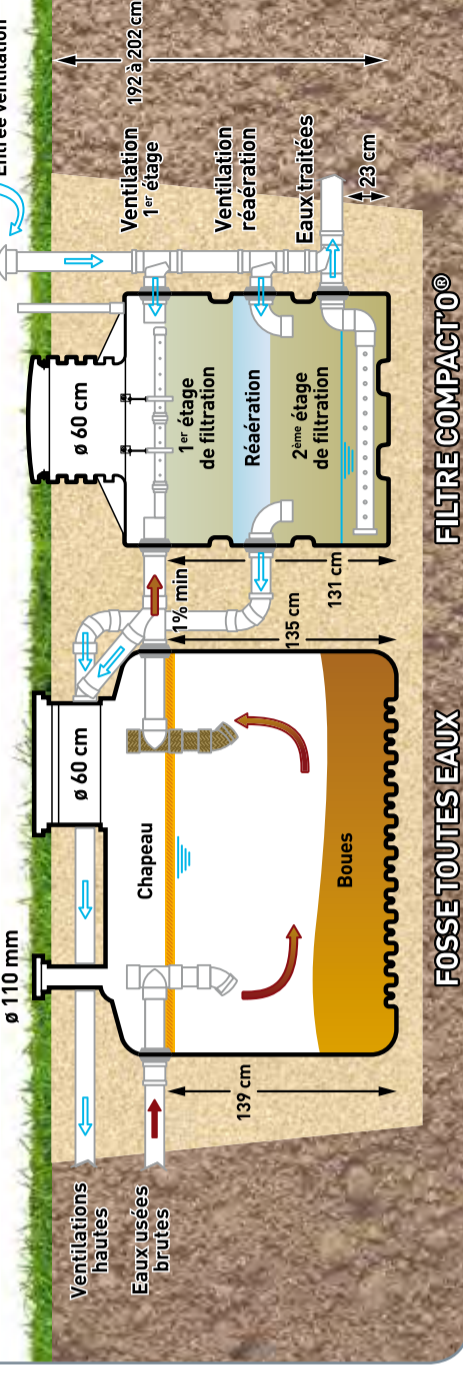 Entrée ventilation
ø 110 mm
192 à 202 cm
Ventilations
hautes
Eaux usées
brutes
139 cm
ø 60 cm
Chapeau
Boues
1% min
135 cm
131 cm
ø 60 cm
1er étage
de filtration
Réaération
2ème étage
de filtration
Ventilation
1er étage
Ventilation
réaération
Eaux traitées
23 cm
FOSSE TOUTES EAUX
FILTRE COMPACT'O®